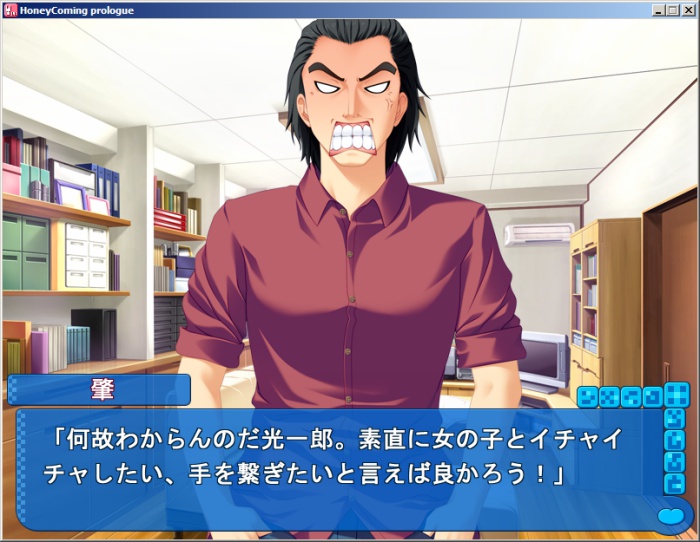 HoneyComing prologue
肇
「何故わからんのだ光一郎。素直に女の子とイチャイ
チャしたい、手を繋ぎたいと言えば良かろう！」